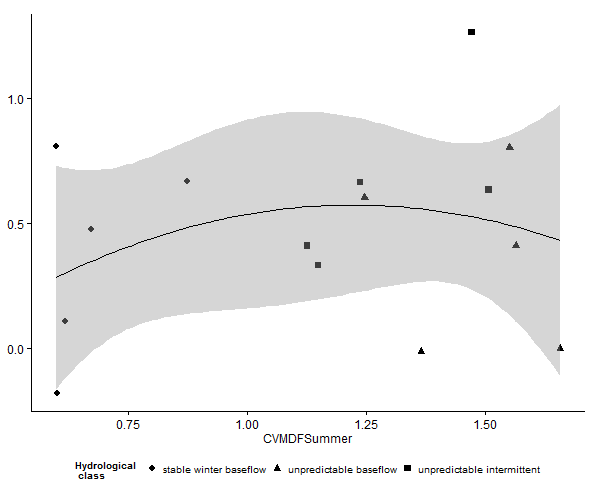 1.0
0.5
0.0
0.75 1.00 1.25 1.50
CVMDFSummer
Hydrological
class
stable winter baseflow unpredictable baseflow unpredictable intermittent